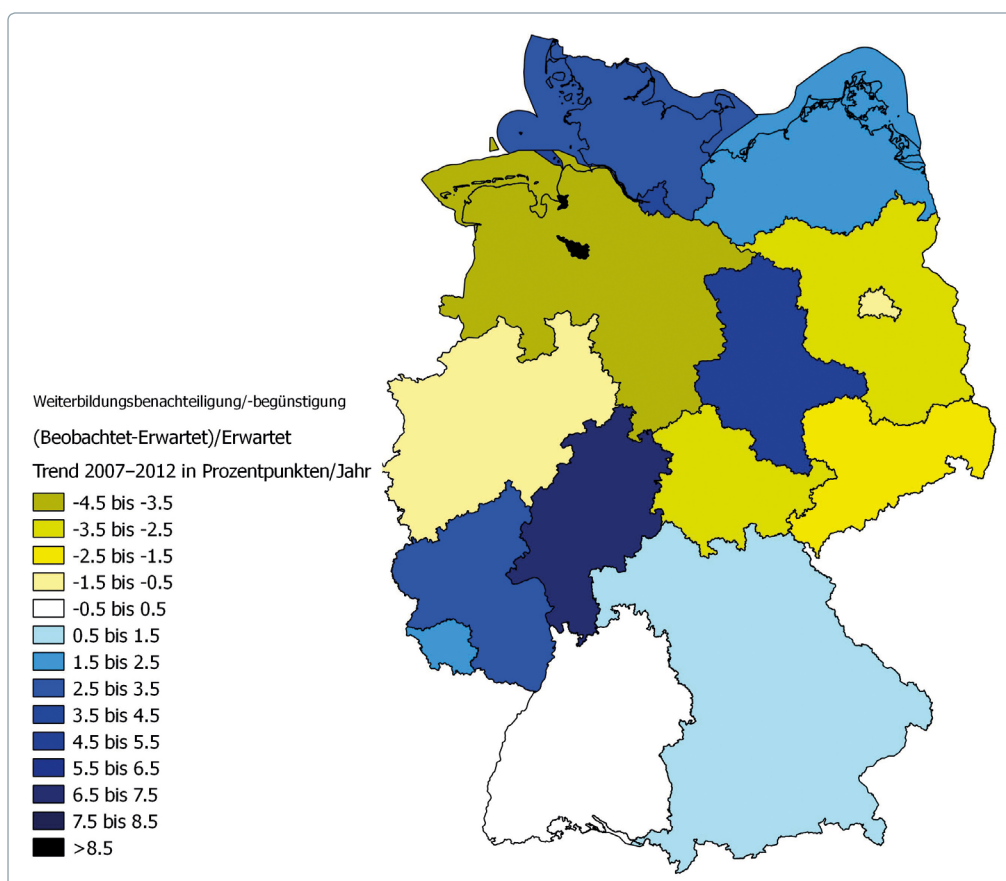 Weiterbildungsbenachteiligung/-begünstigung
(Beobachtet-Erwartet)/Erwartet
Trend 2007–2012 in Prozentpunkten/Jahr
-4.5 bis -3.5
-3.5 bis -2.5
-2.5 bis -1.5
-1.5 bis -0.5
-0.5 bis 0.5
0.5 bis 1.5
1.5 bis 2.5
2.5 bis 3.5
3.5 bis 4.5
4.5 bis 5.5
5.5 bis 6.5
6.5 bis 7.5
7.5 bis 8.5
>8.5